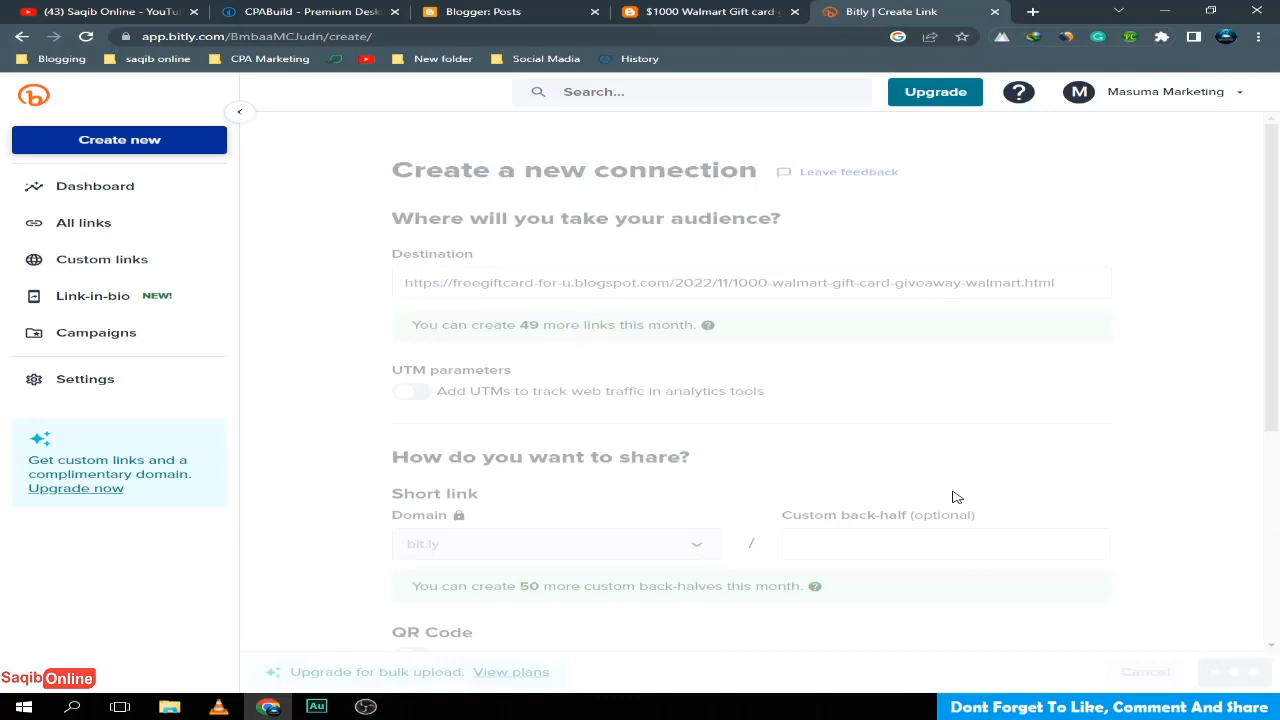 (43) Saqib Online - YouTu
CPABuild - Premium Des
Blogger: Posts
$1000 Walmart Gift card
Bitly | Create Link
app.bitly.com/BmbaaMCJudn/create/
Blogging
saqib online
CPA Marketing
New folder
Social Madia
History
Search...
Upgrade
?
M
Masuma Marketing
Create new
Dashboard
All links
Custom links
Link-in-bio NEW!
Campaigns
Settings
Get custom links and a
complimentary domain.
Upgrade now
Create a new connection
Leave feedback
Where will you take your audience?
Destination
https://freegiftcard-for-u.blogspot.com/2022/11/1000-walmart-gift-card-giveaway-walmart.html
You can create 49 more links this month.
UTM parameters
Add UTMs to track web traffic in analytics tools
How do you want to share?
Short link
Domain
Custom back-half (optional)
bit.ly
/
You can create 50 more custom back-halves this month.
QR Code
Upgrade for bulk upload. View plans
Cancel
Saqib Online
Au
Dont Forget To Like, Comment And Share